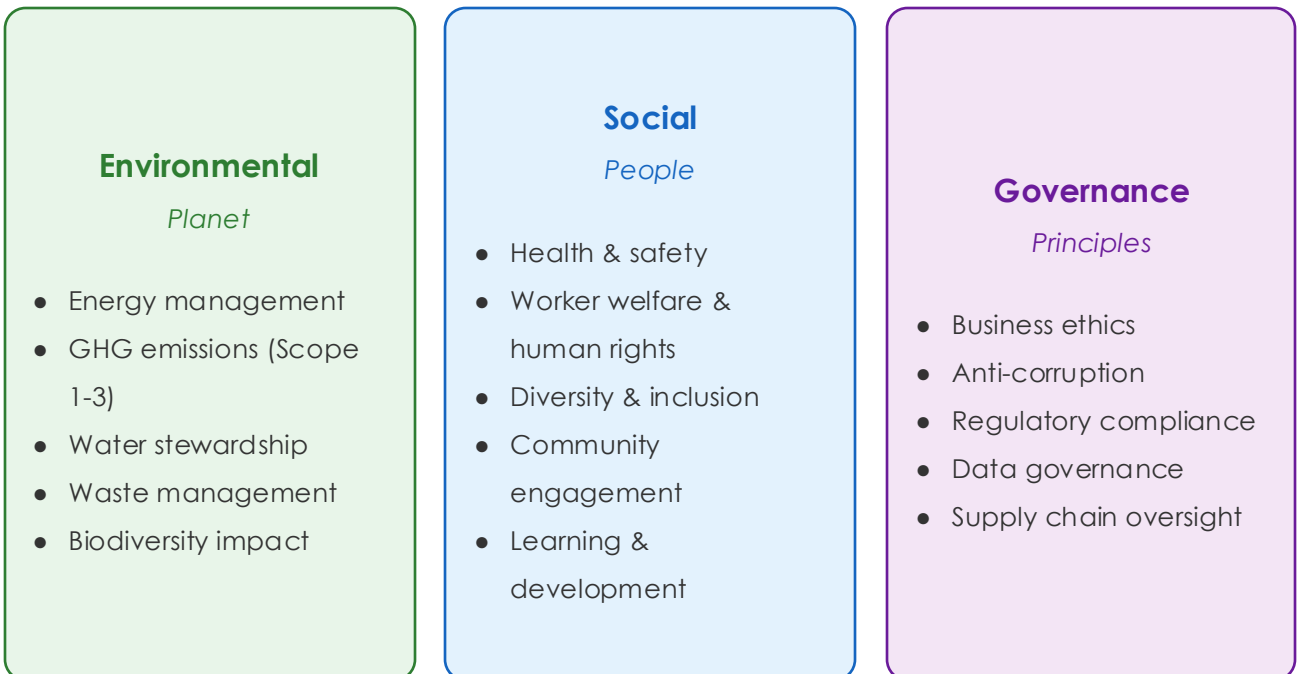 Environmental
Planet
● Energy management
● GHG emissions (Scope
1-3)
● Water stewardship
● Waste management
● Biodiversity impact
Social
People
● Health & safety
● Worker welfare &
human rights
● Diversity & inclusion
● Community
engagement
● Learning &
development
Governance
Principles
● Business ethics
● Anti-corruption
● Regulatory compliance
● Data governance
● Supply chain oversight